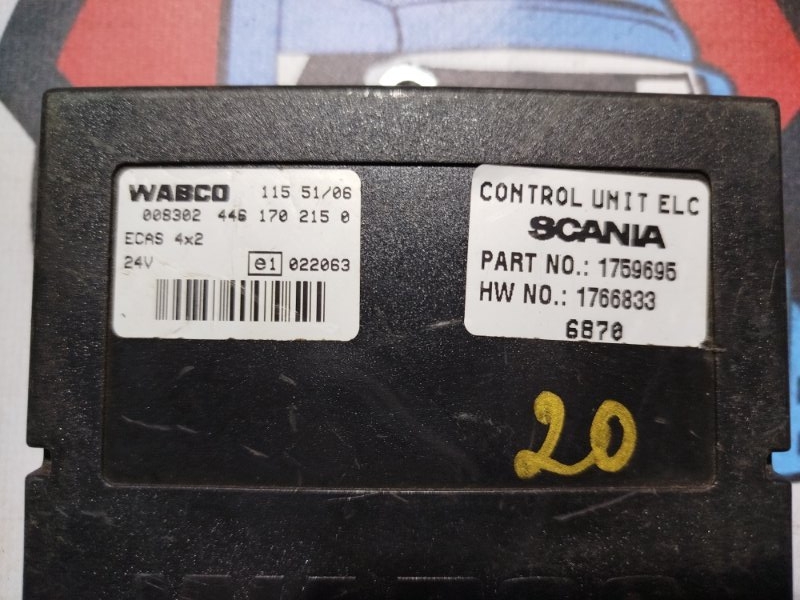 WABCO 115 51/06
008302 446 170 215 0
ECAS 4x2
24V e1 022063
CONTROL UNIT ELC
SCANIA
PART NO.: 1759695
HW NO.: 1766833
6870
20